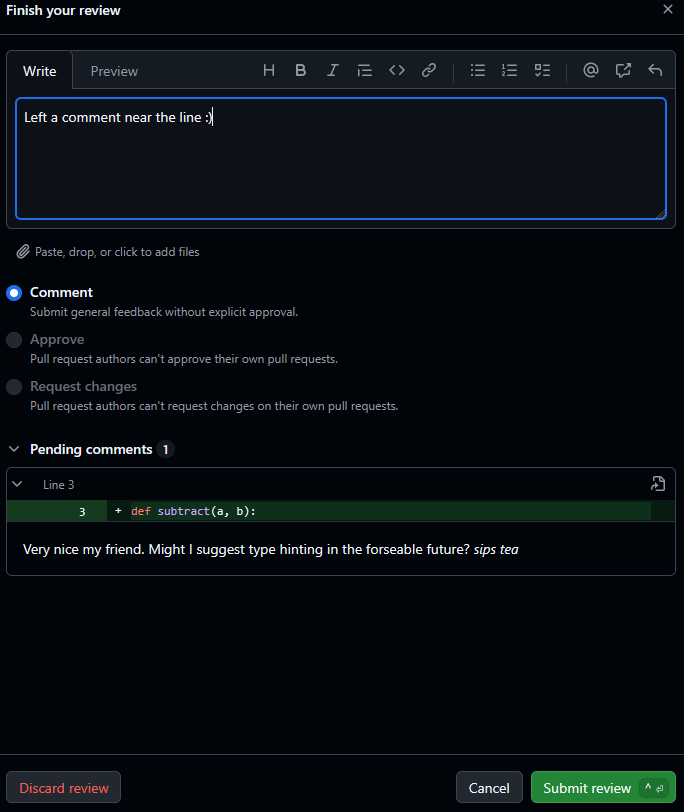 Finish your review
Write Preview
Left a comment near the line :)
Paste, drop, or click to add files
Comment
Submit general feedback without explicit approval.
Approve
Pull request authors can't approve their own pull requests.
Request changes
Pull request authors can't request changes on their own pull requests.
Pending comments 1
Line 3
3 + def subtract(a, b):
Very nice my friend. Might I suggest type hinting in the forseable future? sips tea
Discard review Cancel Submit review ^ ⏎